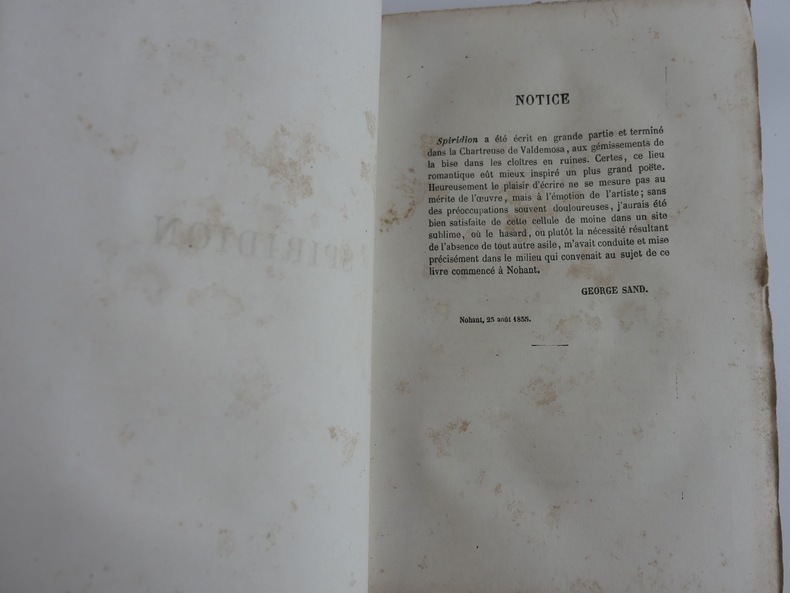 SPIRIDION
NOTICE
Spiridion a été écrit en grande partie et terminé
dans la Chartreuse de Valdemosa, aux gémissements de
la bise dans les cloîtres en ruines. Certes, ce lieu
romantique eût mieux inspiré un plus grand poëte.
Heureusement le plaisir d'écrire ne se mesure pas au
mérite de l'œuvre, mais à l'émotion de l'artiste; sans
des préoccupations souvent douloureuses, j'aurais été
bien satisfaite de cette cellule de moine dans un site
sublime, où le hasard, ou plutôt la nécessité résultant
de l'absence de tout autre asile, m'avait conduite et mise
précisément dans le milieu qui convenait au sujet de ce
livre commencé à Nohant.
GEORGE SAND.
Nohant, 25 août 1855.